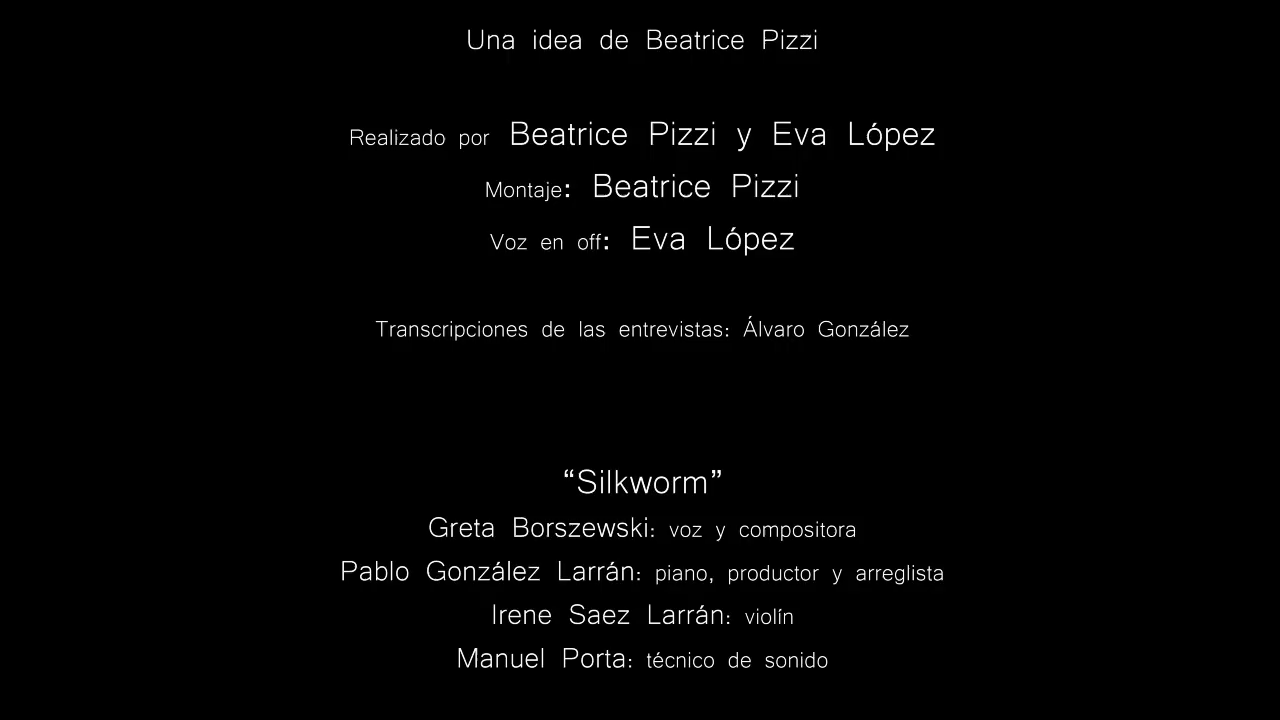 Una idea de Beatrice Pizzi
Realizado por Beatrice Pizzi y Eva López
Montaje: Beatrice Pizzi
Voz en off: Eva López
Transcripciones de las entrevistas: Álvaro González
“Silkworm”
Greta Borszewski: voz y compositora
Pablo González Larrán: piano, productor y arreglista
Irene Saez Larrán: violín
Manuel Porta: técnico de sonido